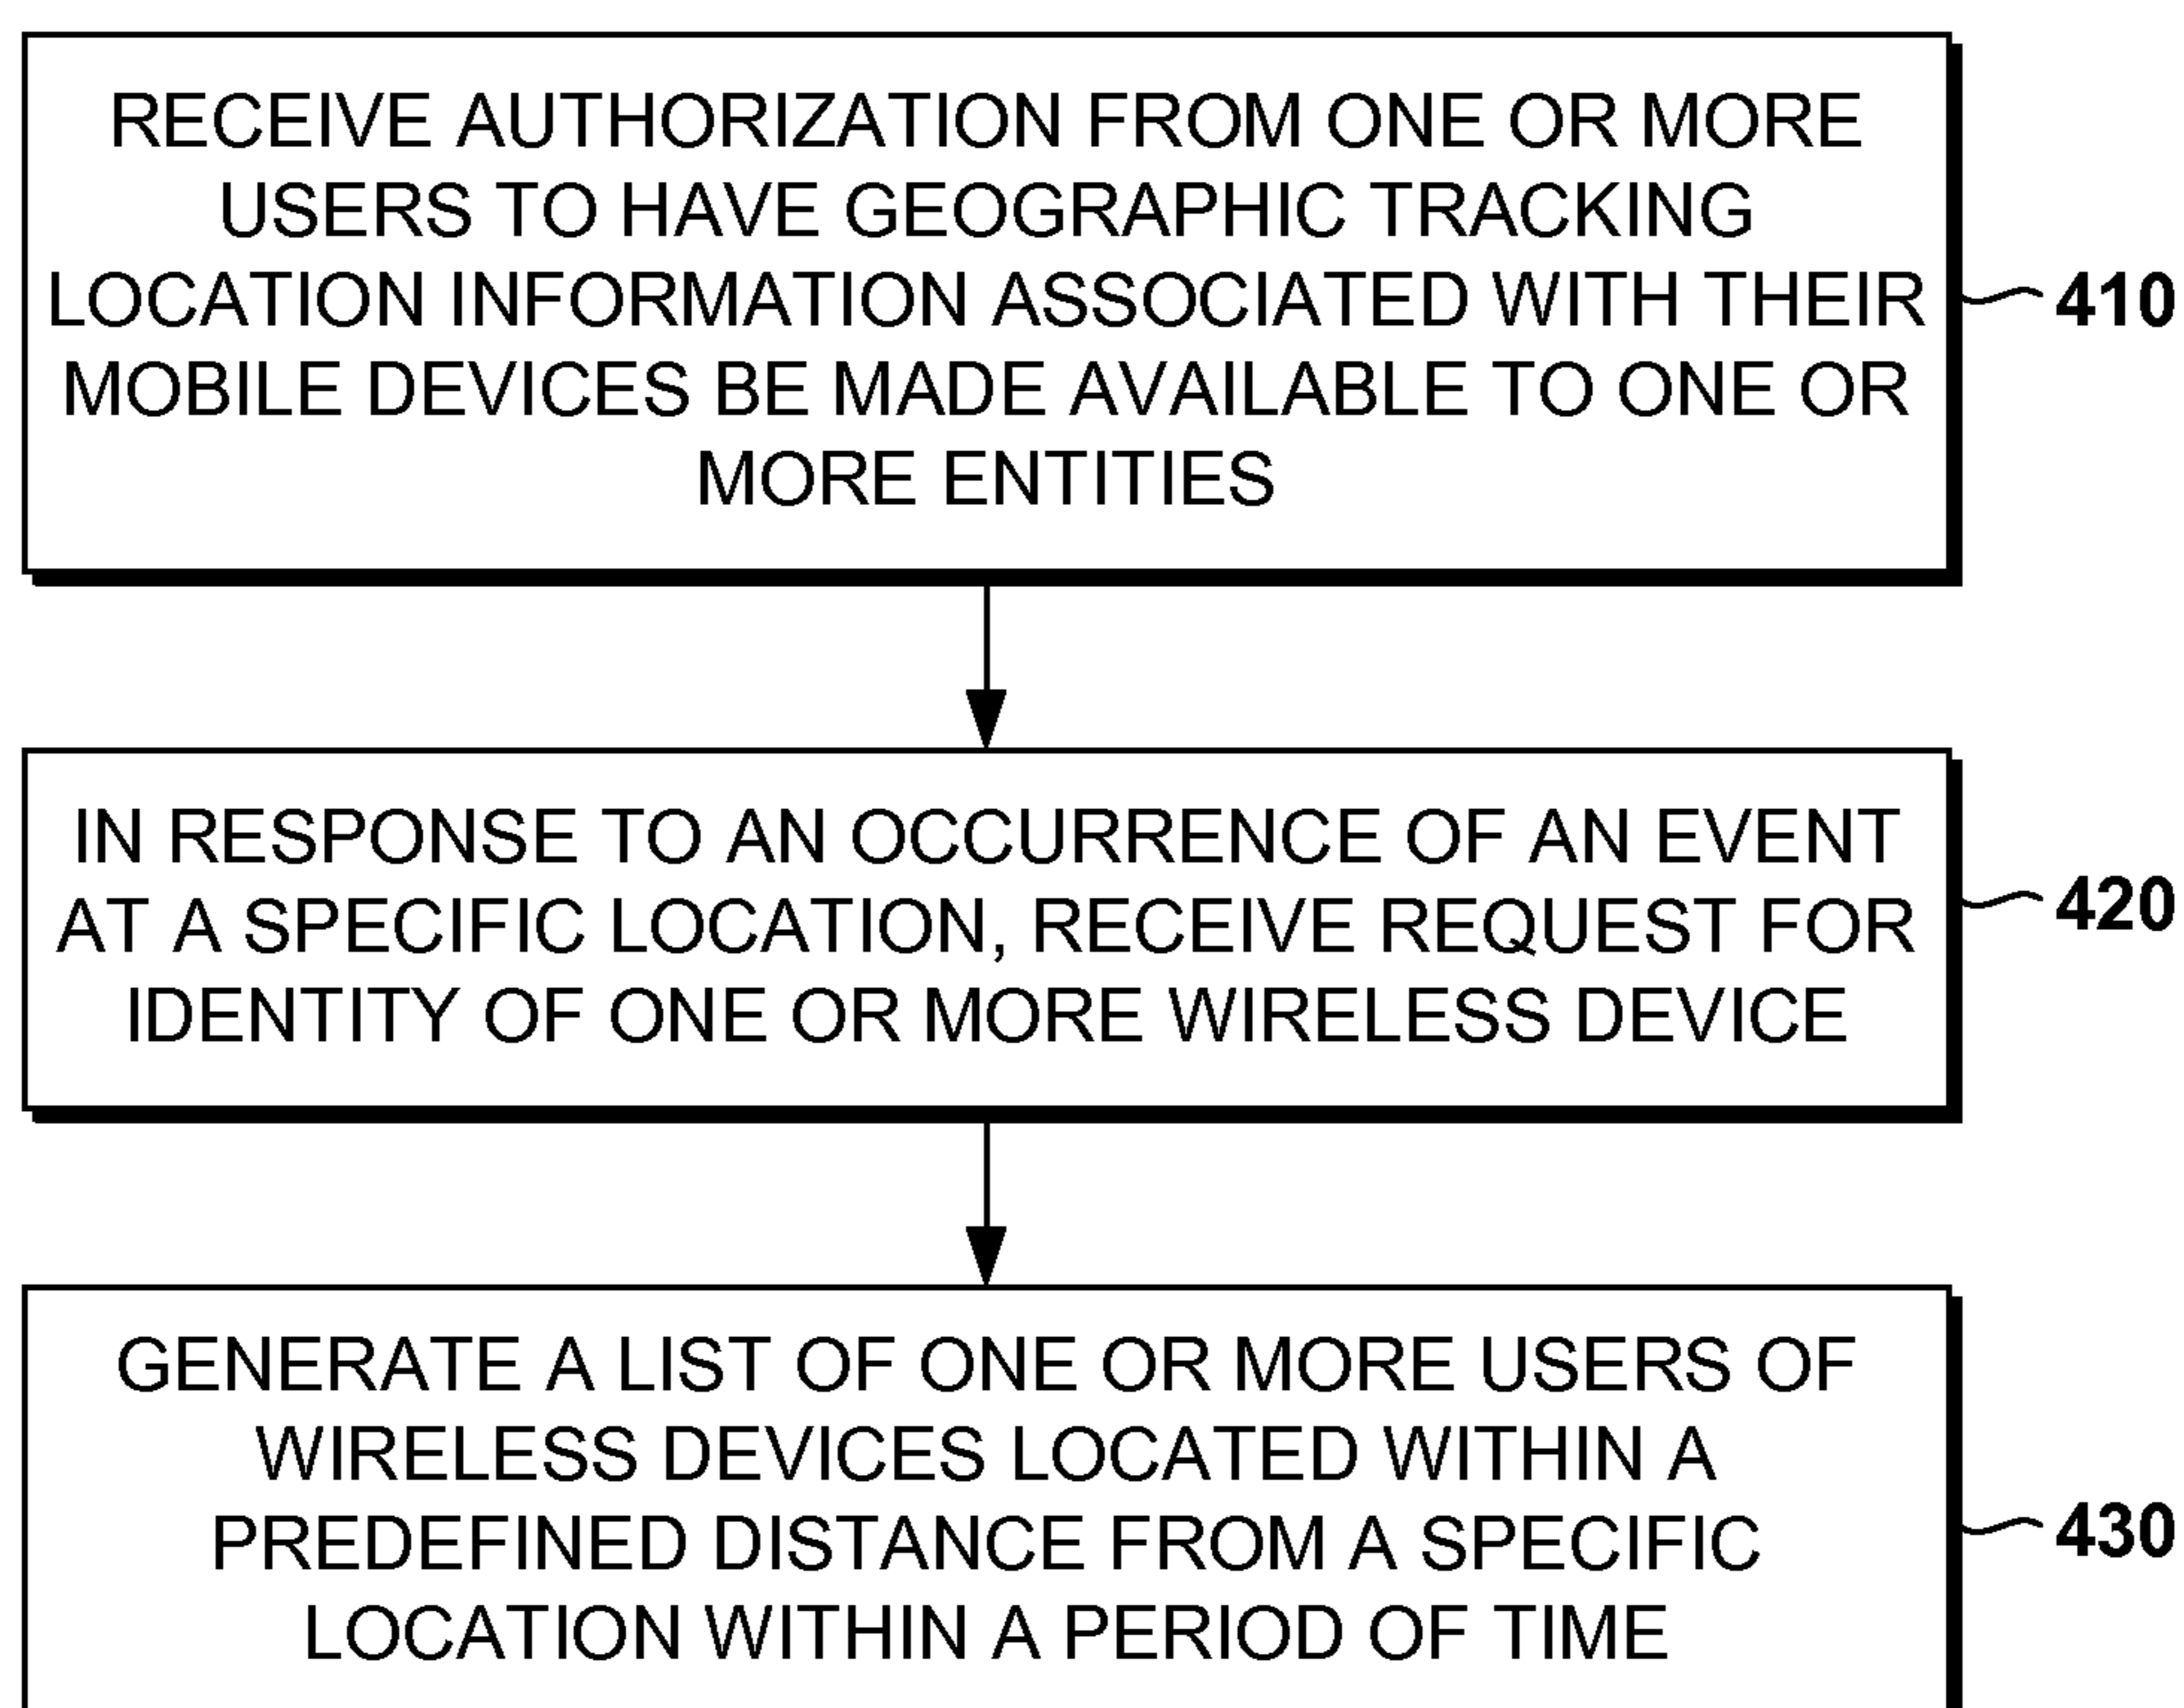 RECEIVE AUTHORIZATION FROM ONE OR MORE
USERS TO HAVE GEOGRAPHIC TRACKING
LOCATION INFORMATION ASSOCIATED WITH THEIR
MOBILE DEVICES BE MADE AVAILABLE TO ONE OR
MORE ENTITIES
410
IN RESPONSE TO AN OCCURRENCE OF AN EVENT
AT A SPECIFIC LOCATION, RECEIVE REQUEST FOR
IDENTITY OF ONE OR MORE WIRELESS DEVICE
420
GENERATE A LIST OF ONE OR MORE USERS OF
WIRELESS DEVICES LOCATED WITHIN A
PREDEFINED DISTANCE FROM A SPECIFIC
LOCATION WITHIN A PERIOD OF TIME
430